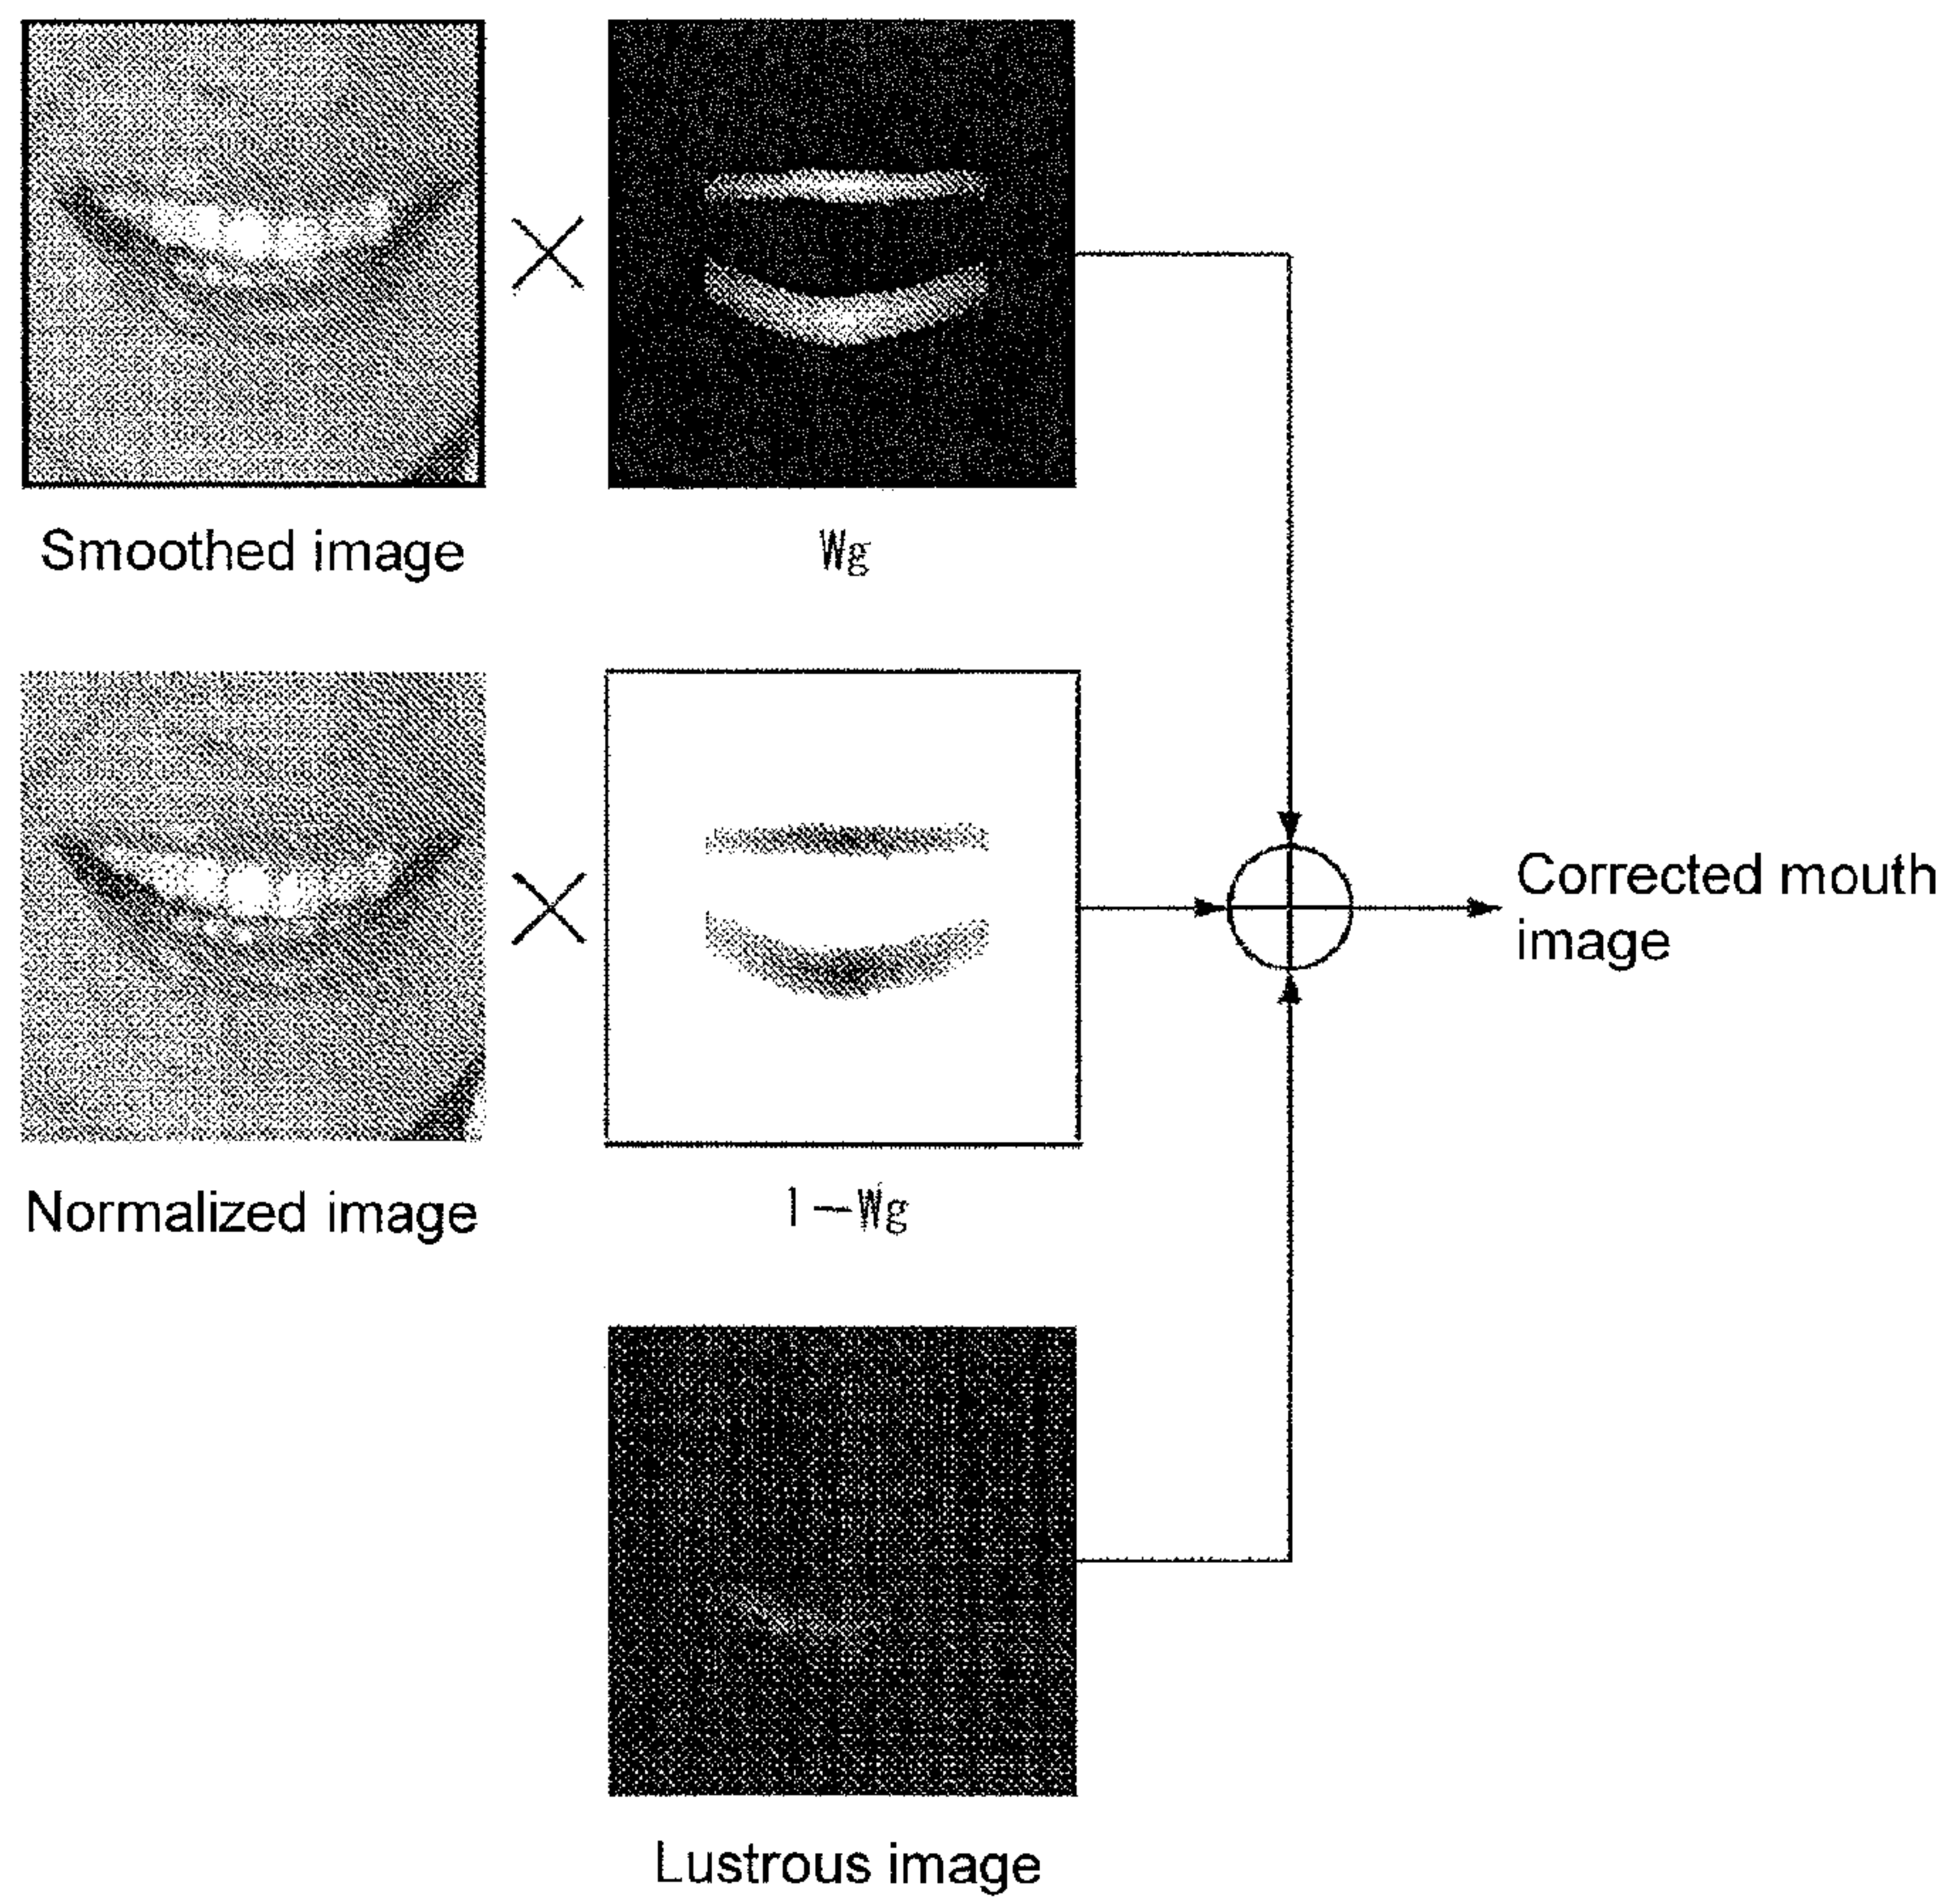 Smoothed image
Wg
Normalized image
1－Wg
Corrected mouth
image
Lustrous image